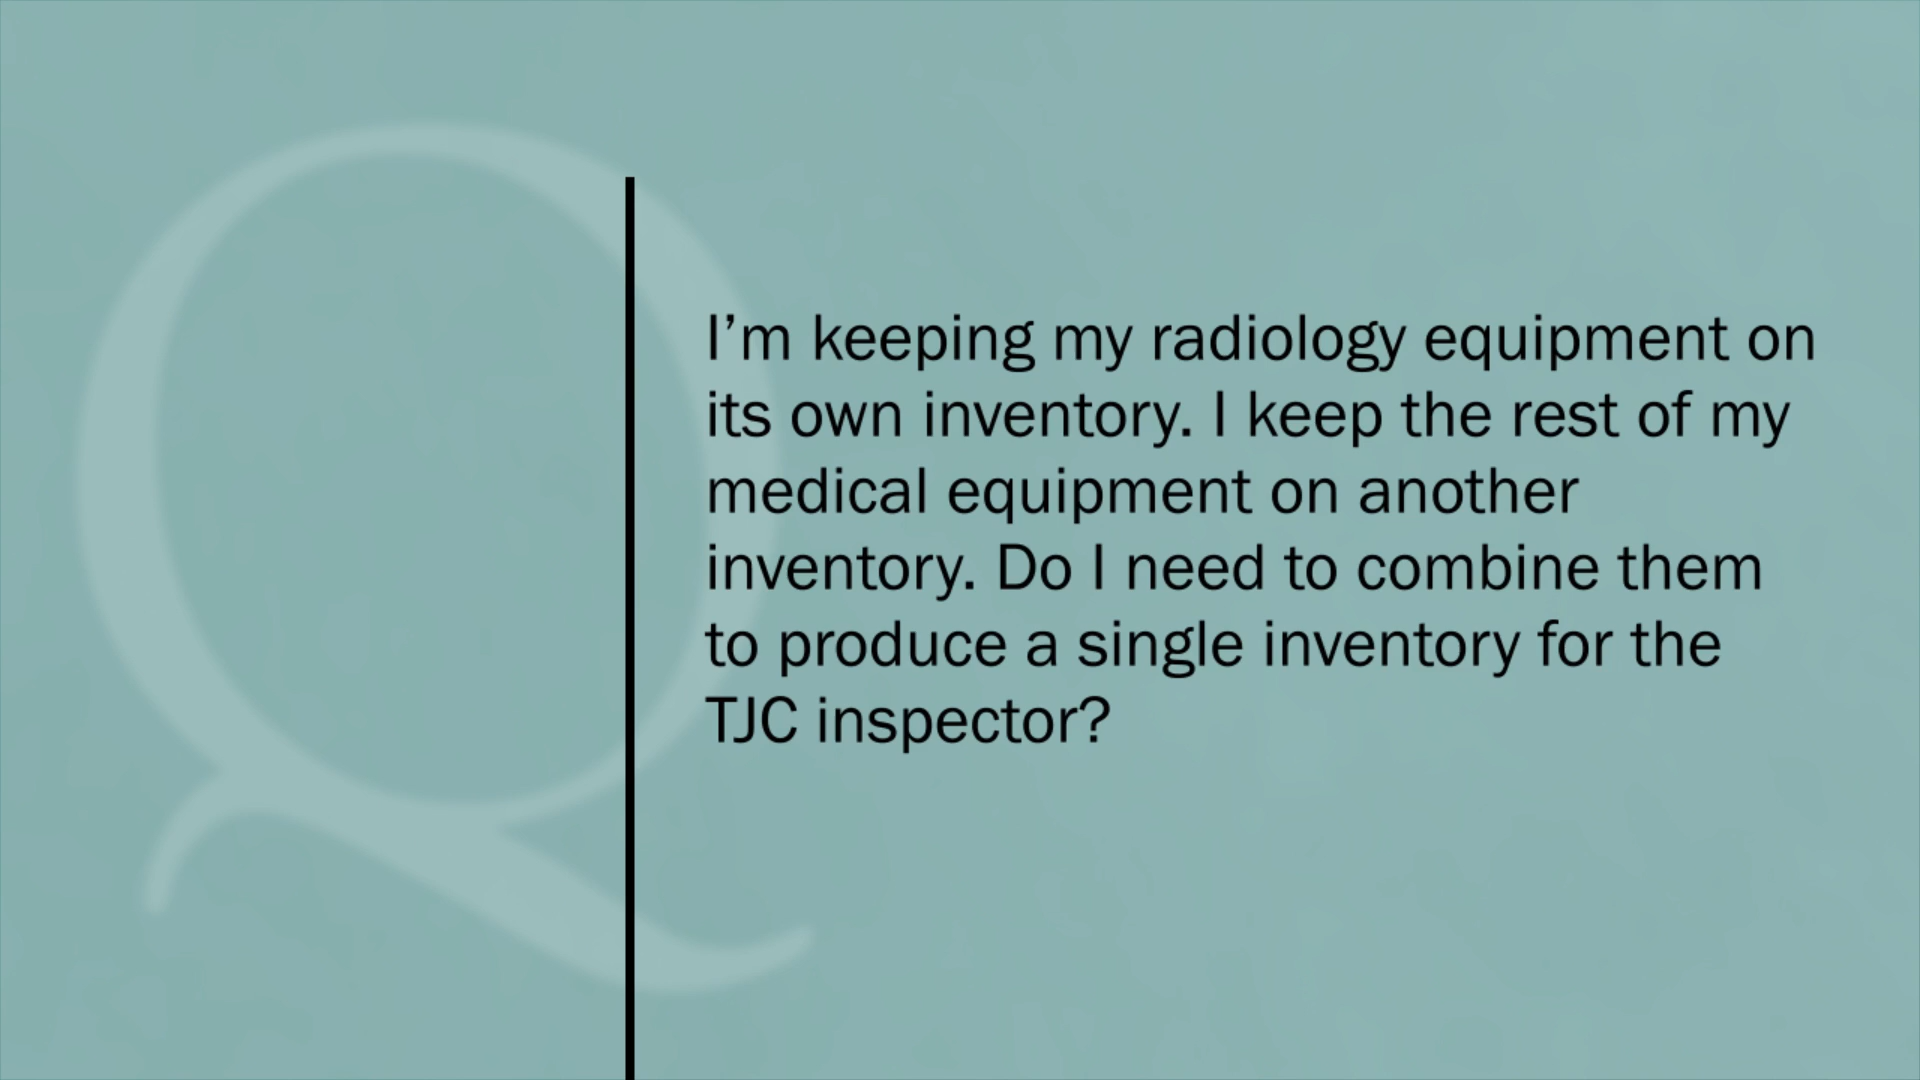 Q
I’m keeping my radiology equipment on
its own inventory. I keep the rest of my
medical equipment on another
inventory. Do I need to combine them
to produce a single inventory for the
TJC inspector?